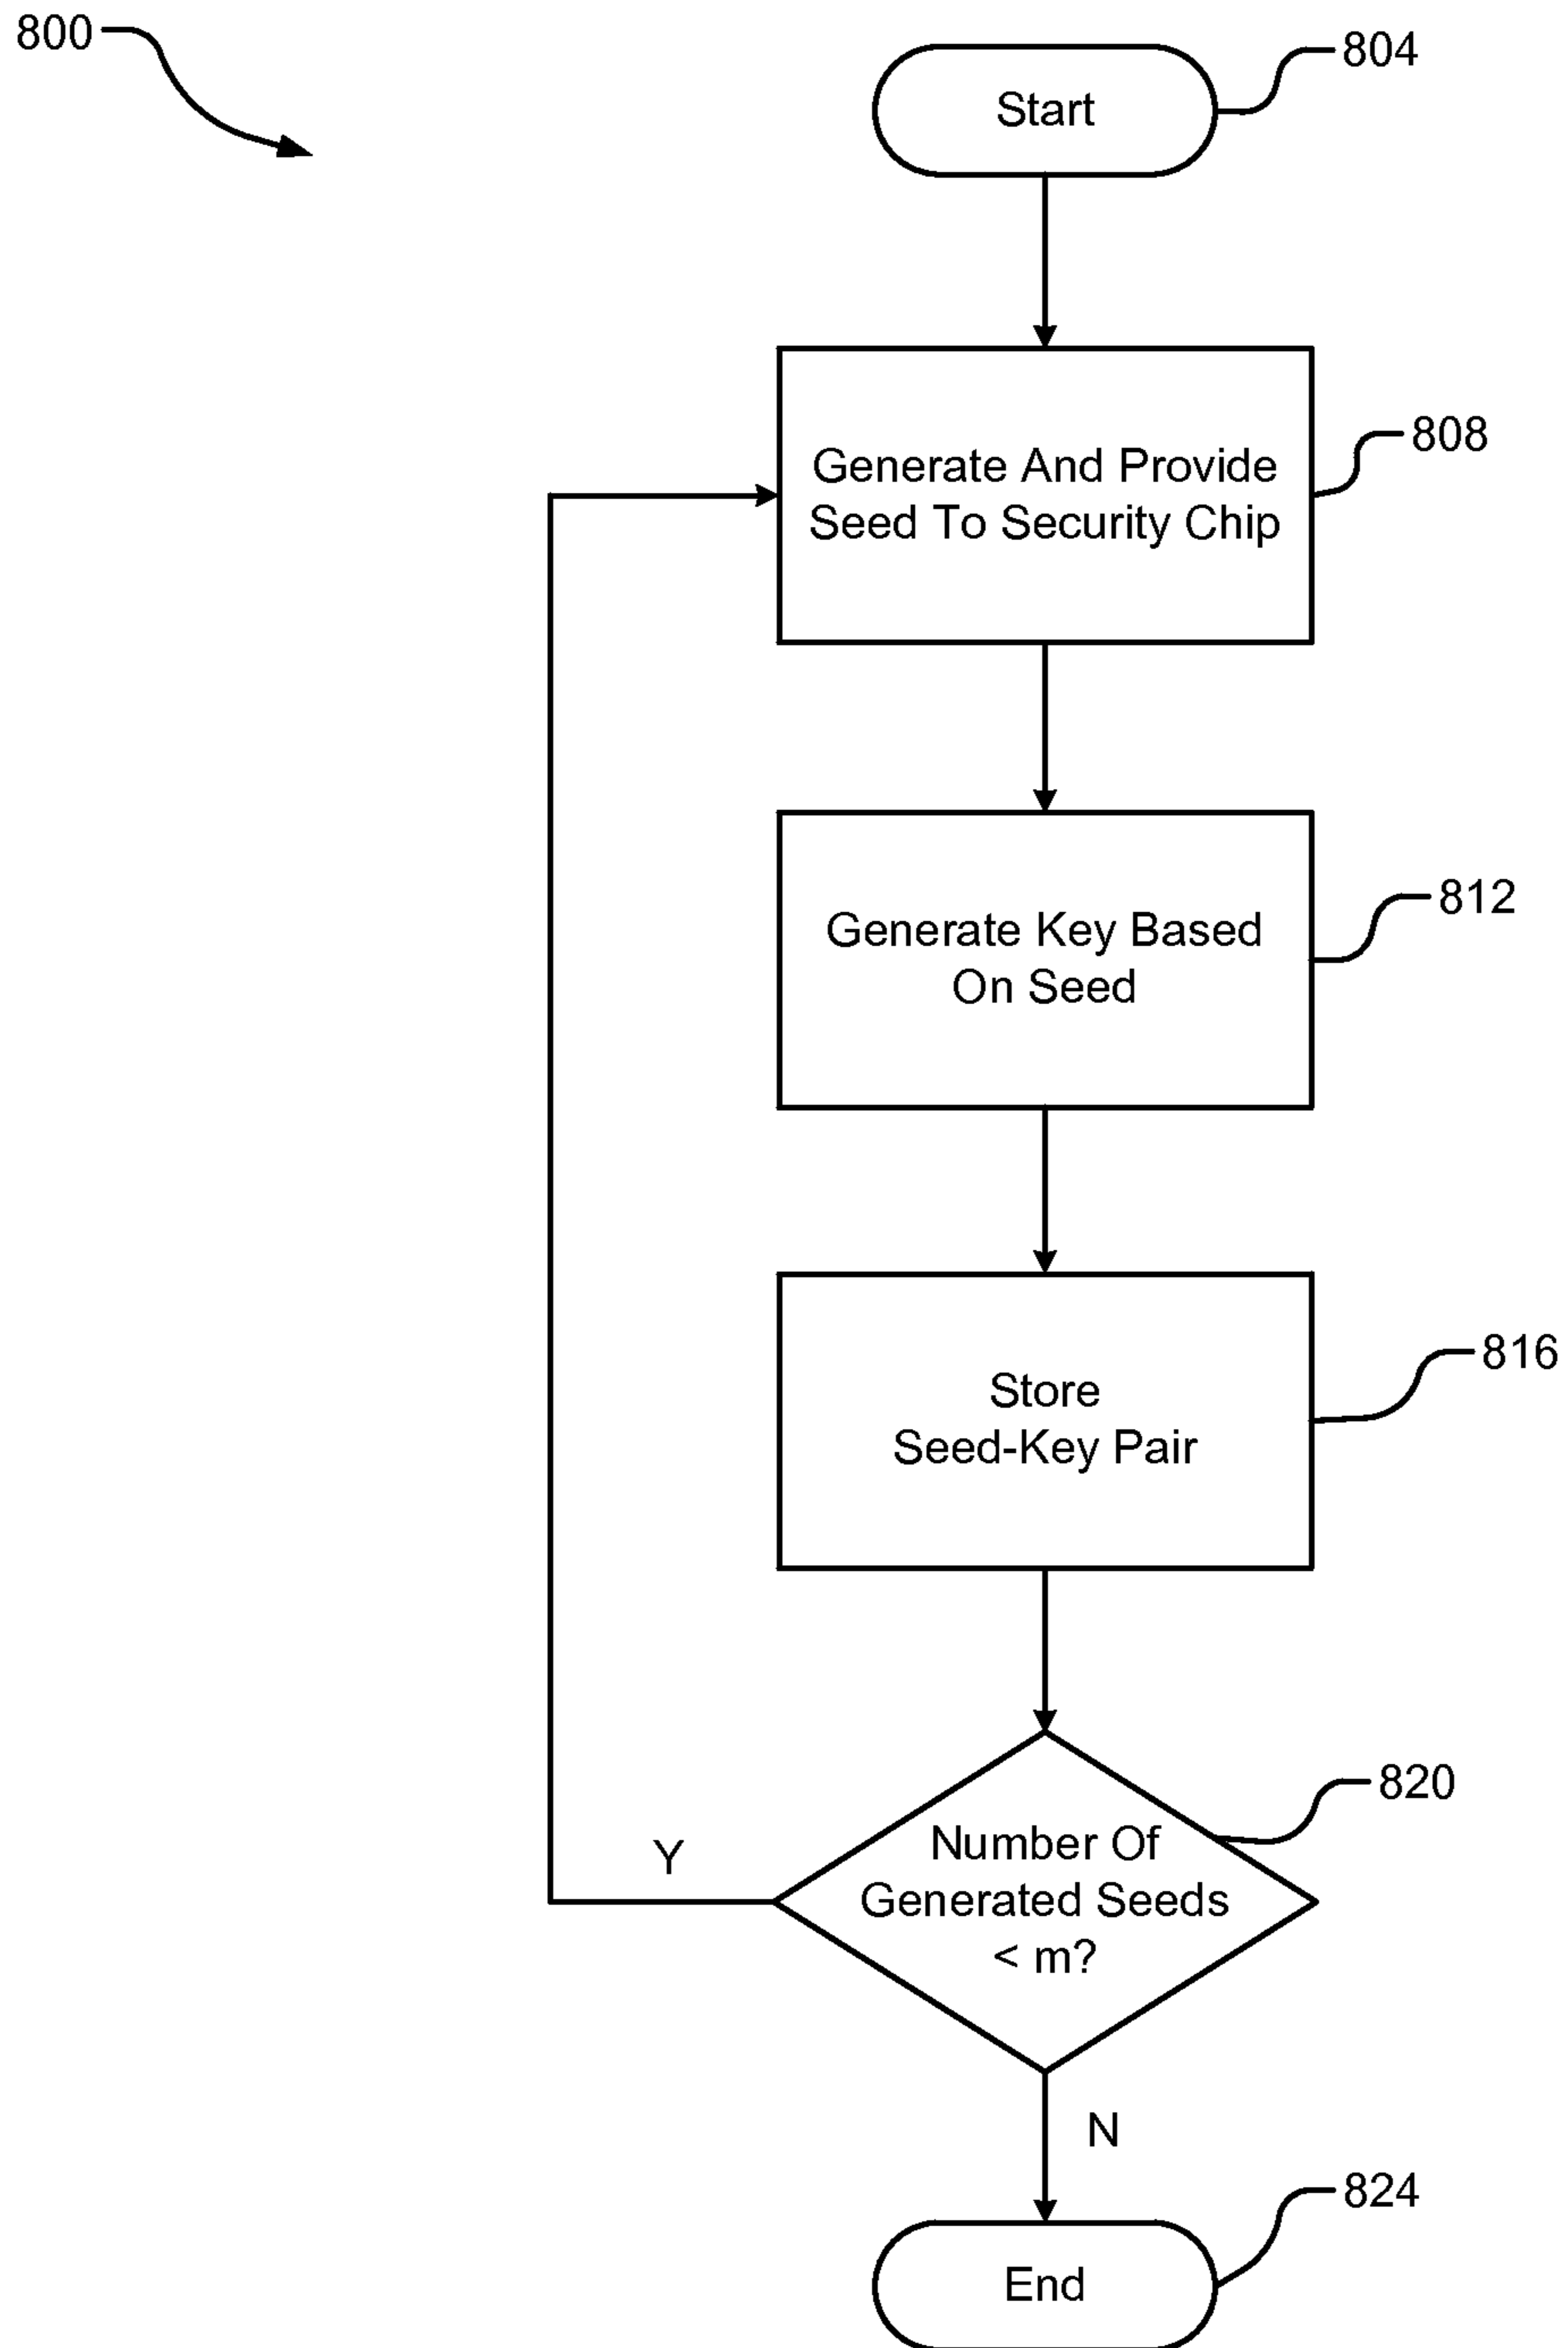 800
804
Start
808
Generate And Provide
Seed To Security Chip
812
Generate Key Based
On Seed
816
Store
Seed-Key Pair
820
Number Of
Generated Seeds
< m?
Y
N
824
End